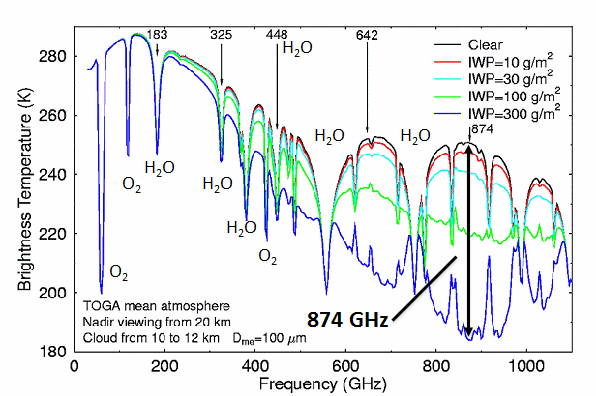 183 325 448 642
H2O
Clear
IWP=10 g/m2
IWP=30 g/m2
IWP=100 g/m2
IWP=300 g/m2
874
H2O H2O
H2O
O2
H2O
H2O
O2
O2
874 GHz
TOGA mean atmosphere
Nadir viewing from 20 km
Cloud from 10 to 12 km Dme=100 μm
280
260
240
220
200
180
Brightness Temperature (K)
0 200 400 600 800 1000
Frequency (GHz)